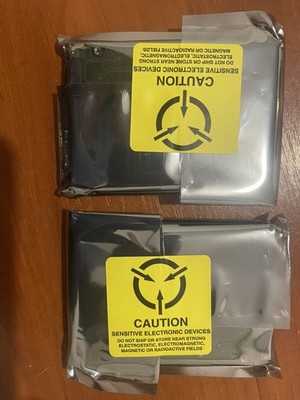 CAUTION
SENSITIVE ELECTRONIC DEVICES
DO NOT SHIP OR STORE NEAR STRONG
ELECTROSTATIC, ELECTROMAGNETIC,
MAGNETIC OR RADIOACTIVE FIELDS
CAUTION
SENSITIVE ELECTRONIC DEVICES
DO NOT SHIP OR STORE NEAR STRONG
ELECTROSTATIC, ELECTROMAGNETIC,
MAGNETIC OR RADIOACTIVE FIELDS